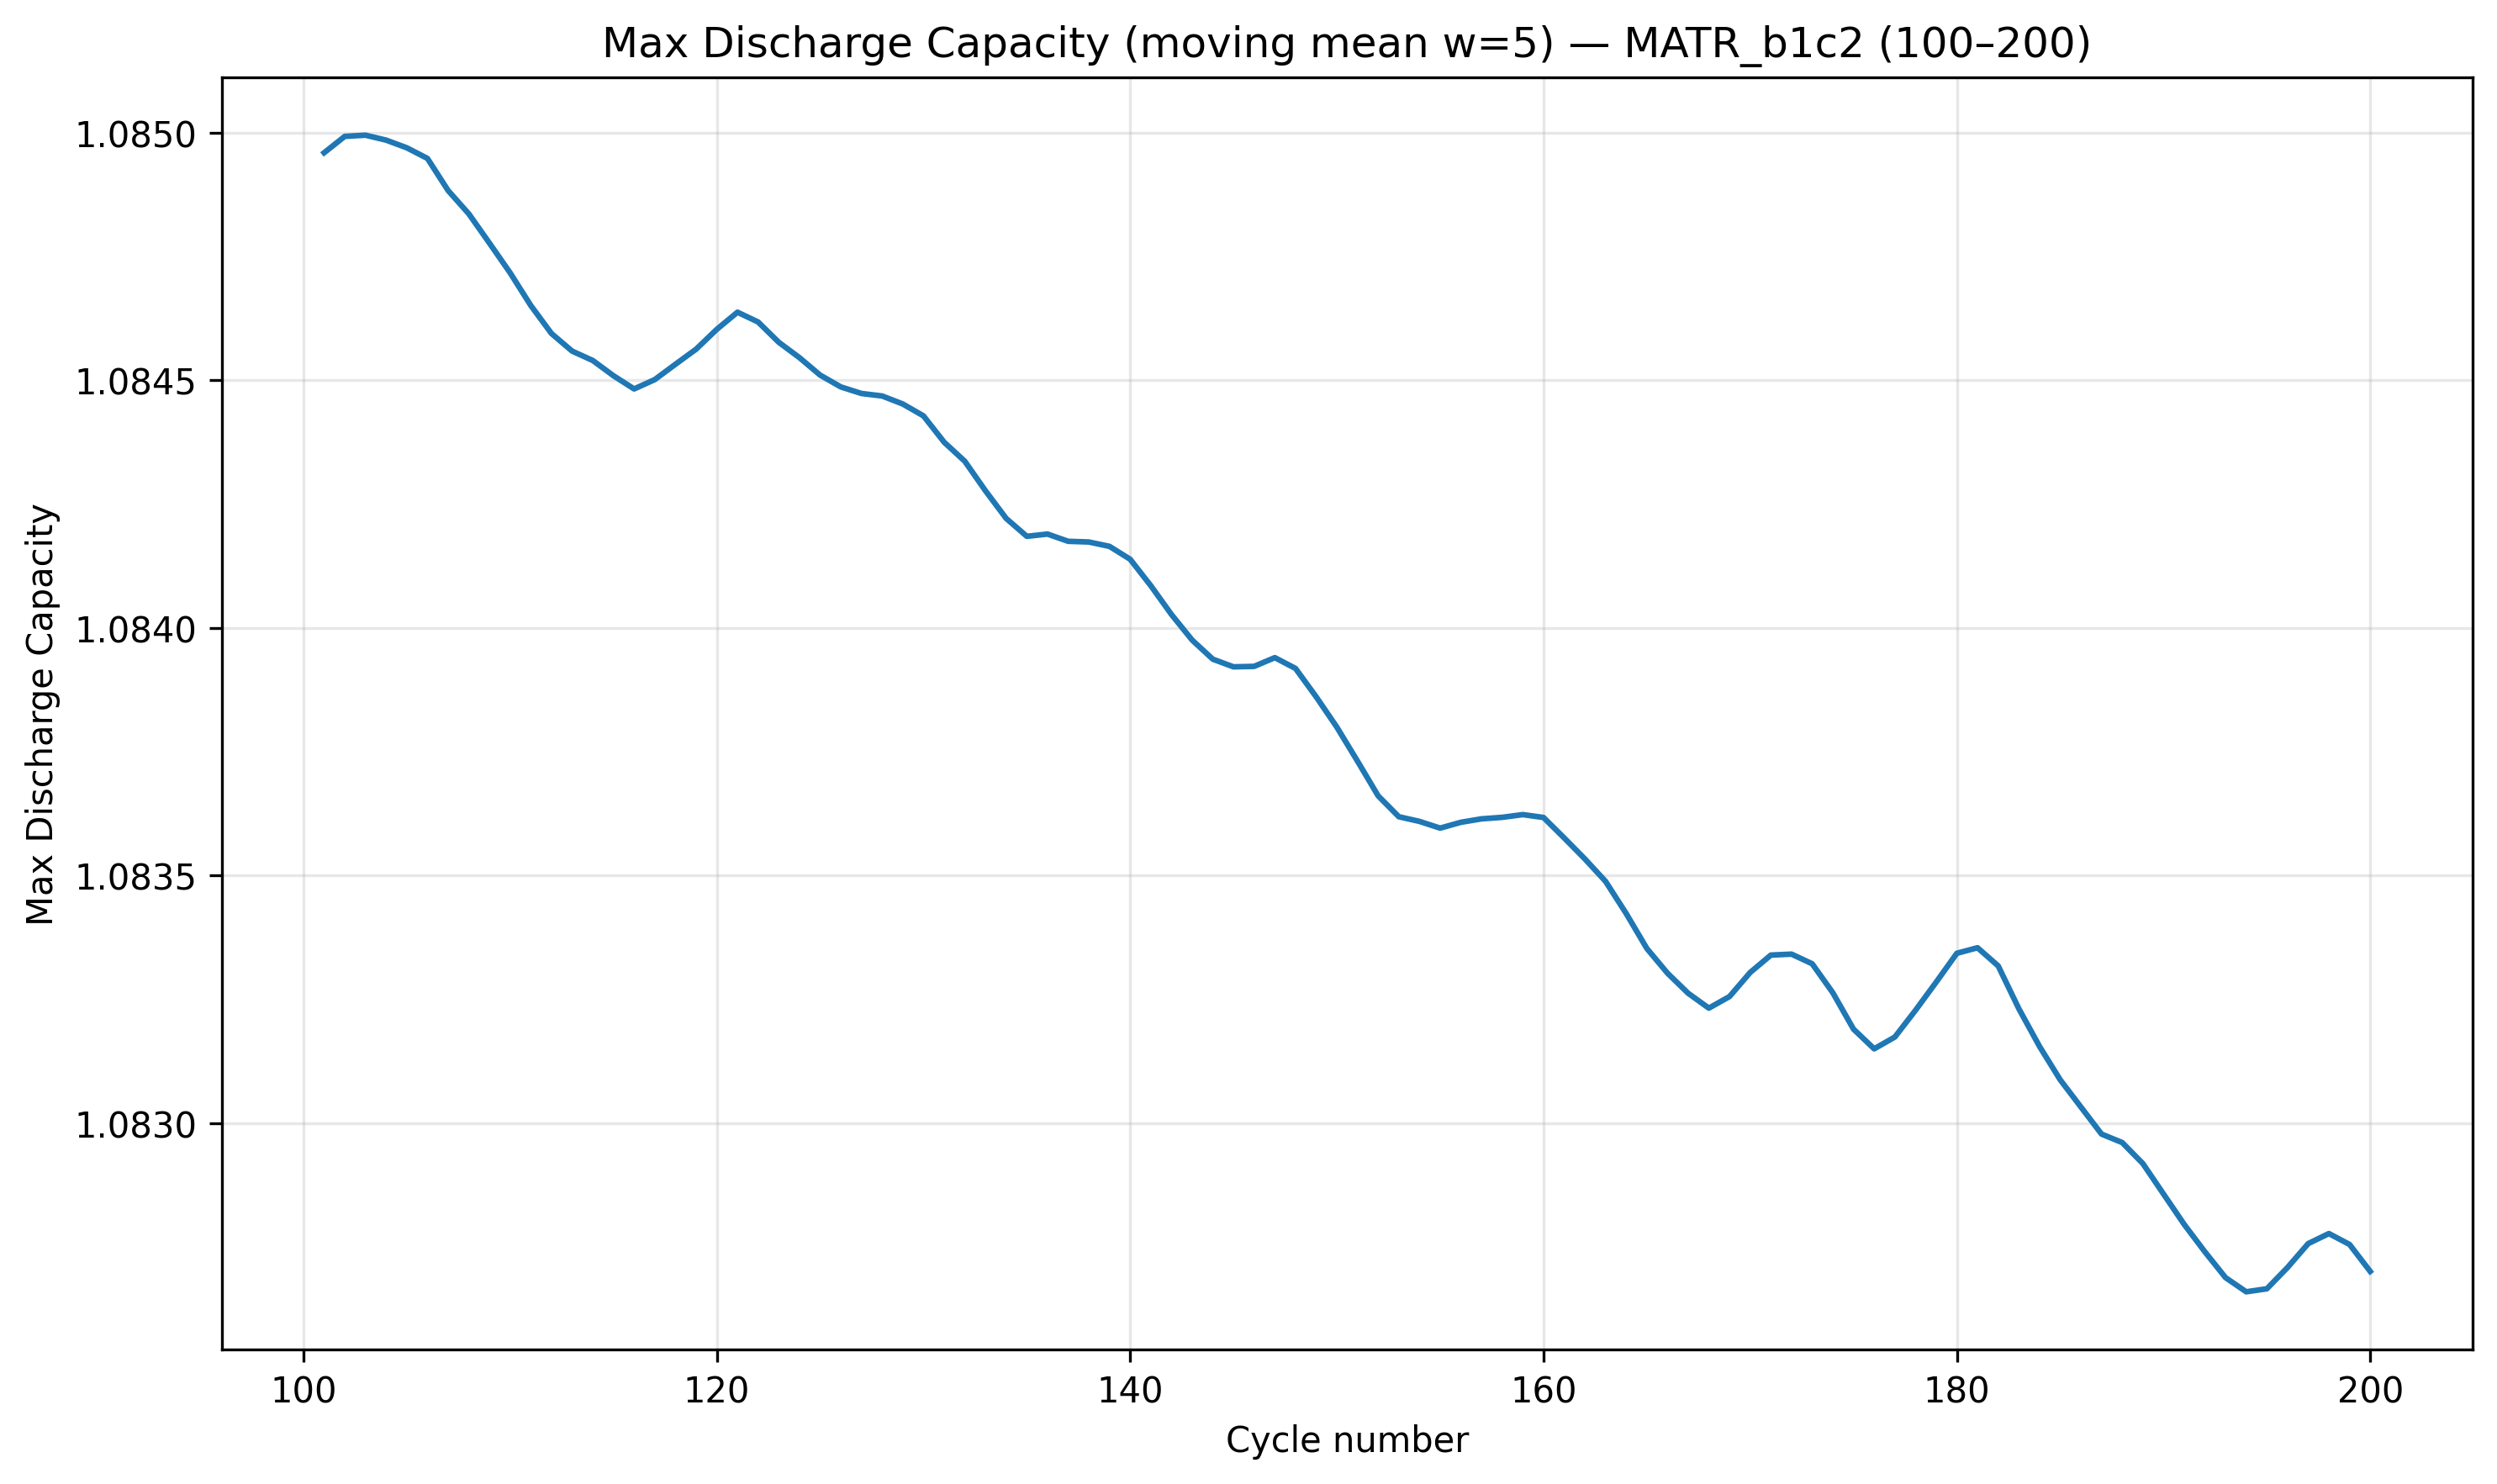 Max Discharge Capacity (moving mean w=5) — MATR_b1c2 (100–200)
Max Discharge Capacity
1.0850
1.0845
1.0840
1.0835
1.0830
100 120 140 160 180 200
Cycle number